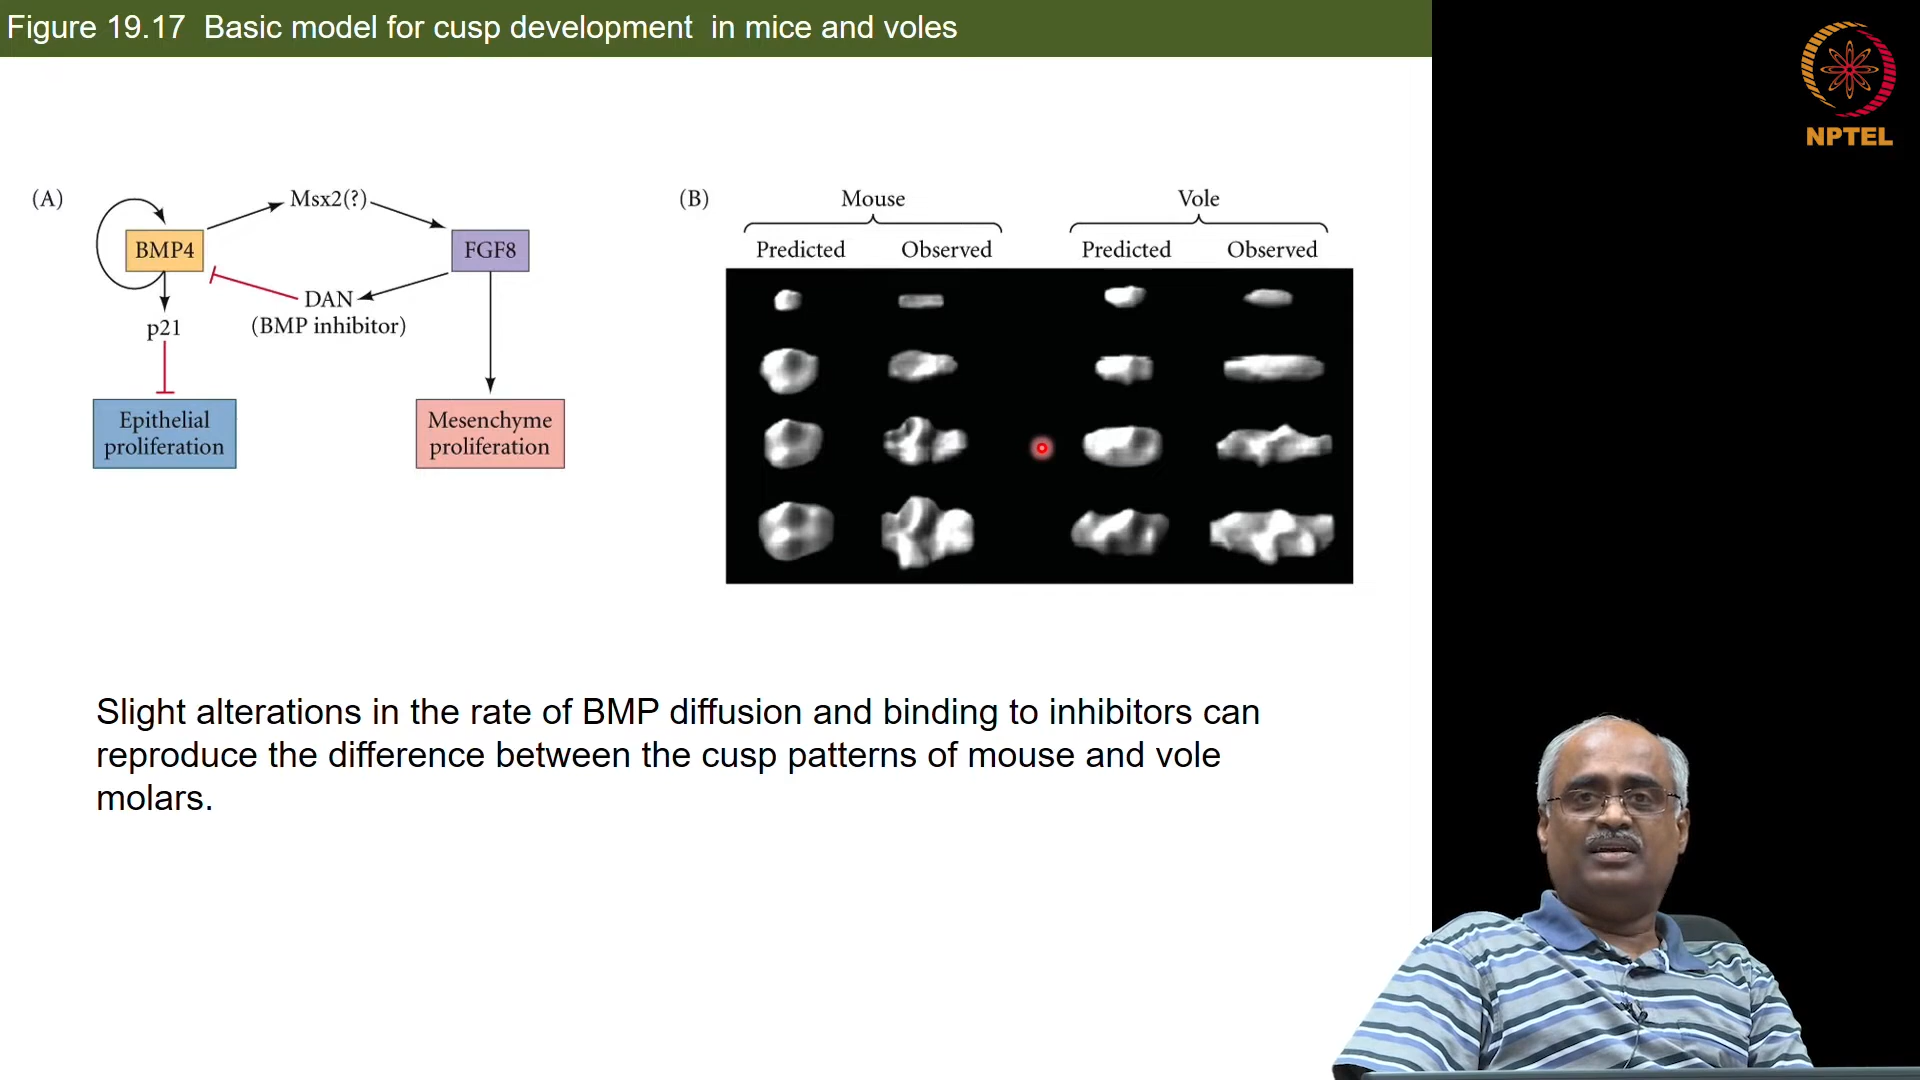 Figure 19.17 Basic model for cusp development in mice and voles
NPTEL
(A)
Msx2(?)
BMP4
FGF8
DAN
(BMP inhibitor)
p21
Epithelial
proliferation
Mesenchyme
proliferation
(B)
Mouse
Vole
Predicted
Observed
Predicted
Observed
Slight alterations in the rate of BMP diffusion and binding to inhibitors can
reproduce the difference between the cusp patterns of mouse and vole
molars.